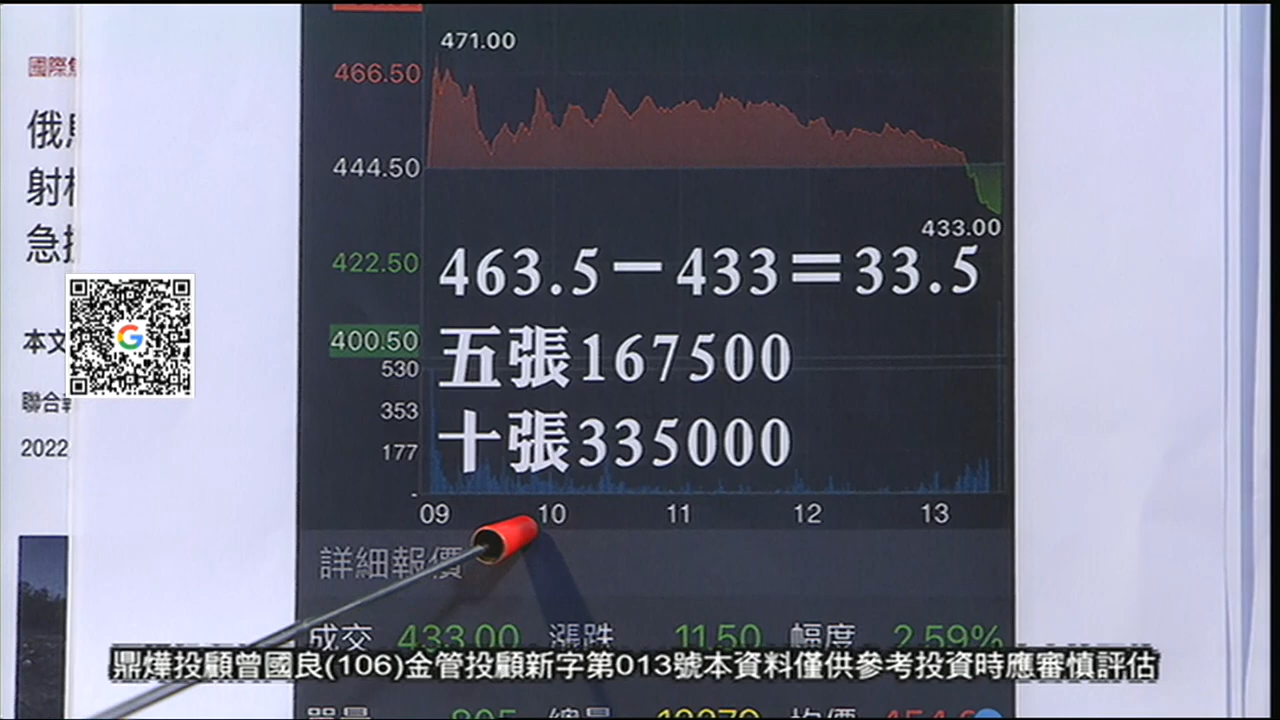 471.00
466.50
444.50
433.00
422.50
463.5－433＝33.5
400.50
五張167500
530
353
十張335000
177
09 10 11 12 13
詳細報價
成交 433.00 漲跌 11.50 幅度 2.59%
鼎燁投顧曾國良(106)金管投顧新字第013號本資料僅供參考投資時應審慎評估
國際
俄
射
急
本文
聯合
2022